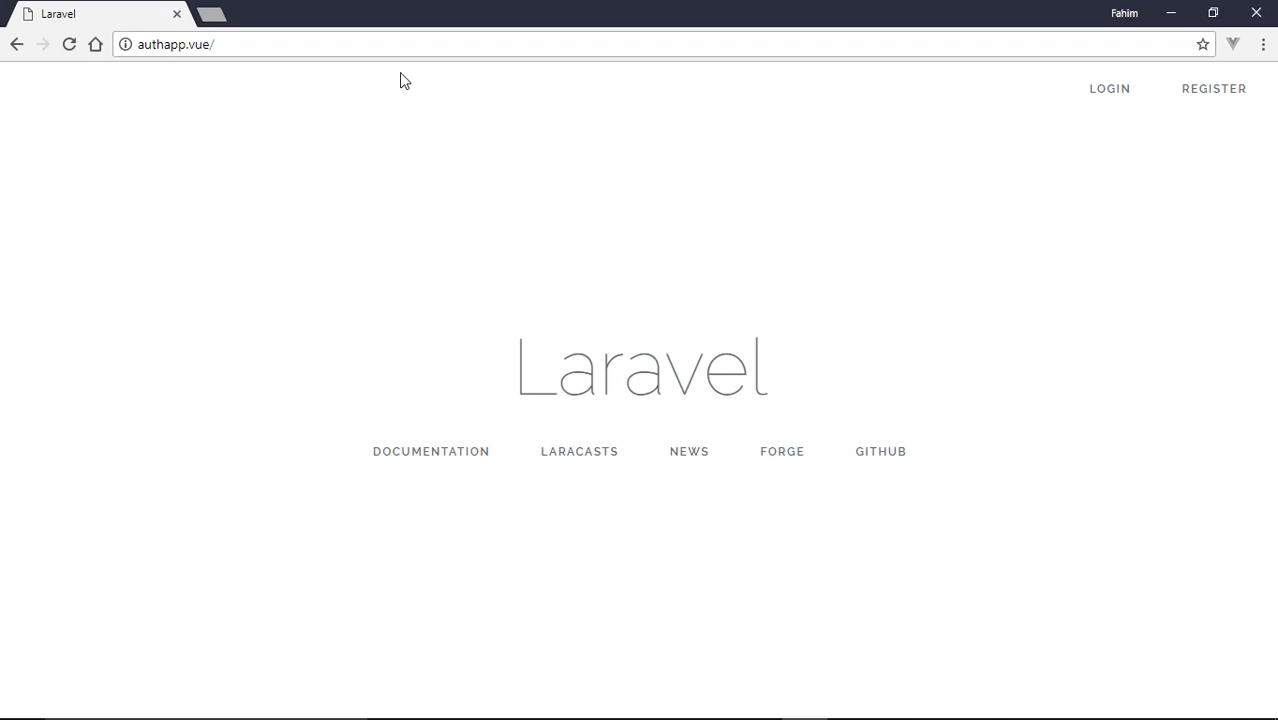 Laravel
Fahim
authapp.vue/
LOGIN REGISTER
Laravel
DOCUMENTATION LARACASTS NEWS FORGE GITHUB